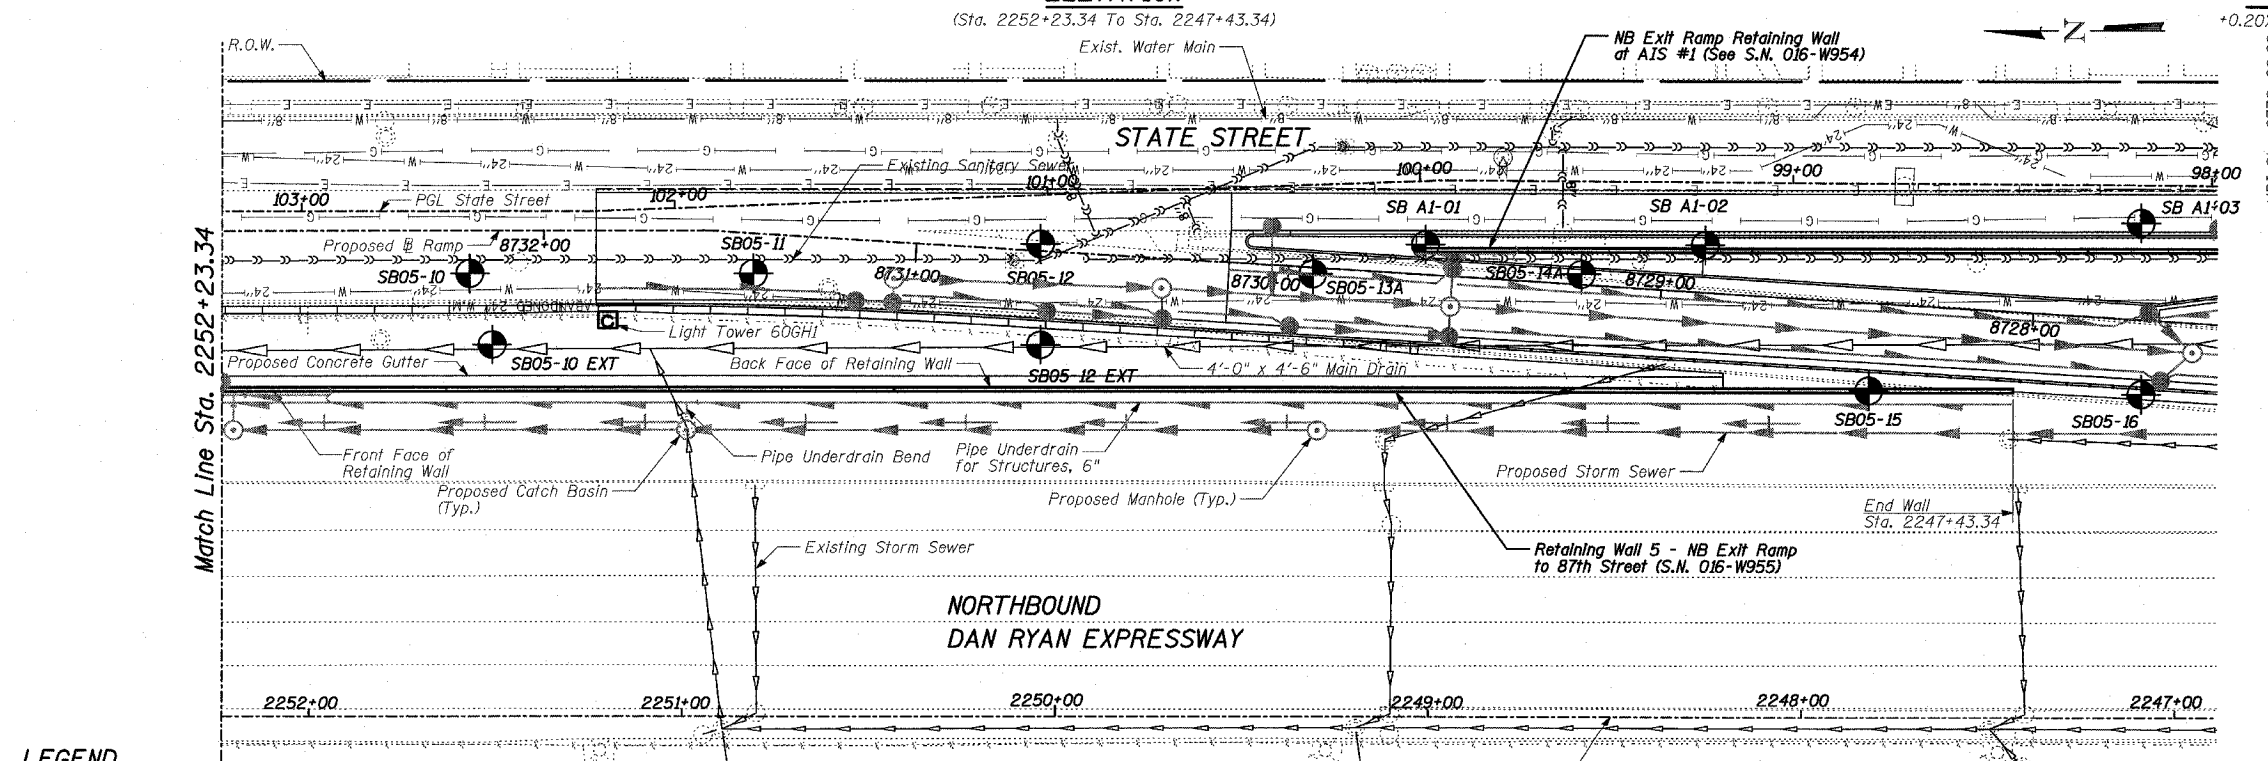 (Sta. 2252+23.34 To Sta. 2247+43.34)
+0.20%
R.O.W.
Exist. Water Main
NB Exit Ramp Retaining Wall
at AIS #1 (See S.N. 016-W954)
STATE STREET
Existing Sanitary Sewer
103+00
PGL State Street
102+00
101+00
100+00
99+00
98+00
SB A1-01
SB A1-02
SB A1-03
Proposed ℄ Ramp
8732+00
SB05-11
SB05-10
8731+00
SB05-12
8730+00
SB05-13A
SB05-14A
8729+00
8728+00
ABANDONED 24" W.M.
Light Tower 60GH1
Proposed Concrete Gutter
SB05-10 EXT
Back Face of Retaining Wall
SB05-12 EXT
4'-0" x 4'-6" Main Drain
SB05-15
SB05-16
Match Line Sta. 2252+23.34
Front Face of
Retaining Wall
Pipe Underdrain Bend
Pipe Underdrain
for Structures, 6"
Proposed Storm Sewer
Proposed Catch Basin
(Typ.)
Proposed Manhole (Typ.)
End Wall
Sta. 2247+43.34
Existing Storm Sewer
Retaining Wall 5 - NB Exit Ramp
to 87th Street (S.N. 016-W955)
NORTHBOUND
DAN RYAN EXPRESSWAY
2252+00
2251+00
2250+00
2249+00
2248+00
2247+00
LEGEND